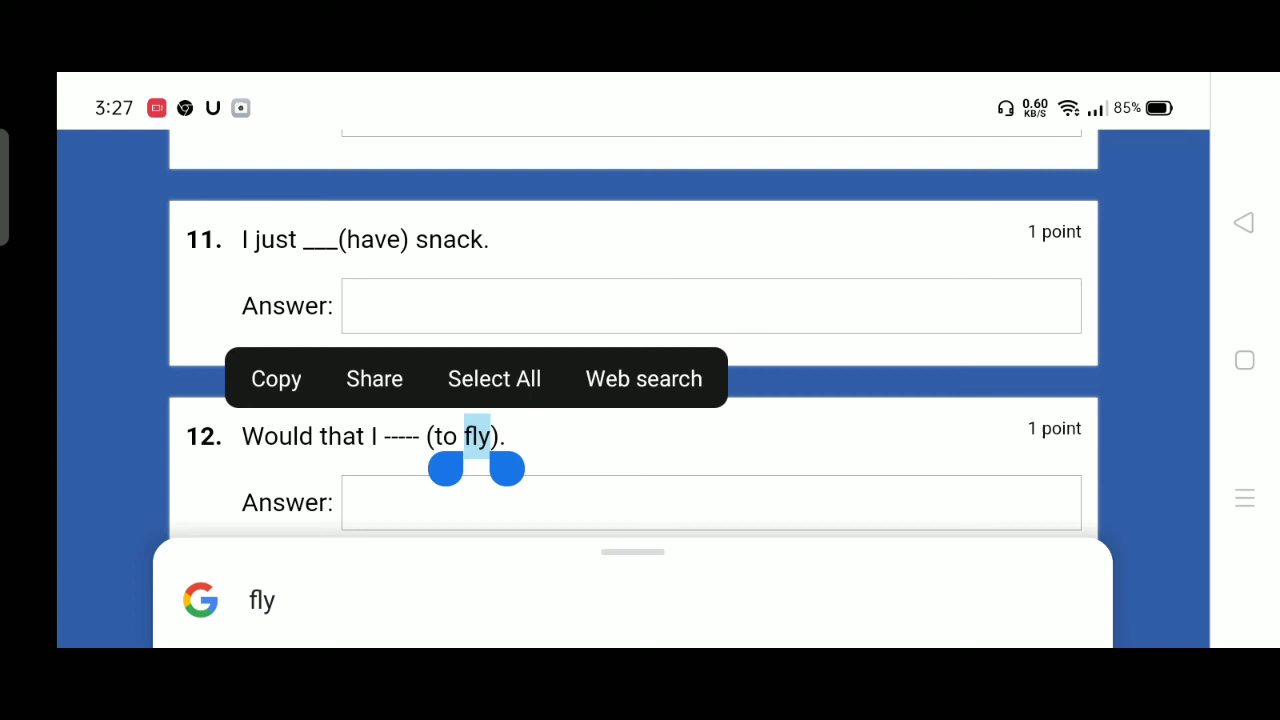 3:27 0.60 KB/S 85%
11. I just ___(have) snack. 1 point
Answer:
Copy Share Select All Web search
12. Would that I ----- (to fly). 1 point
Answer:
fly